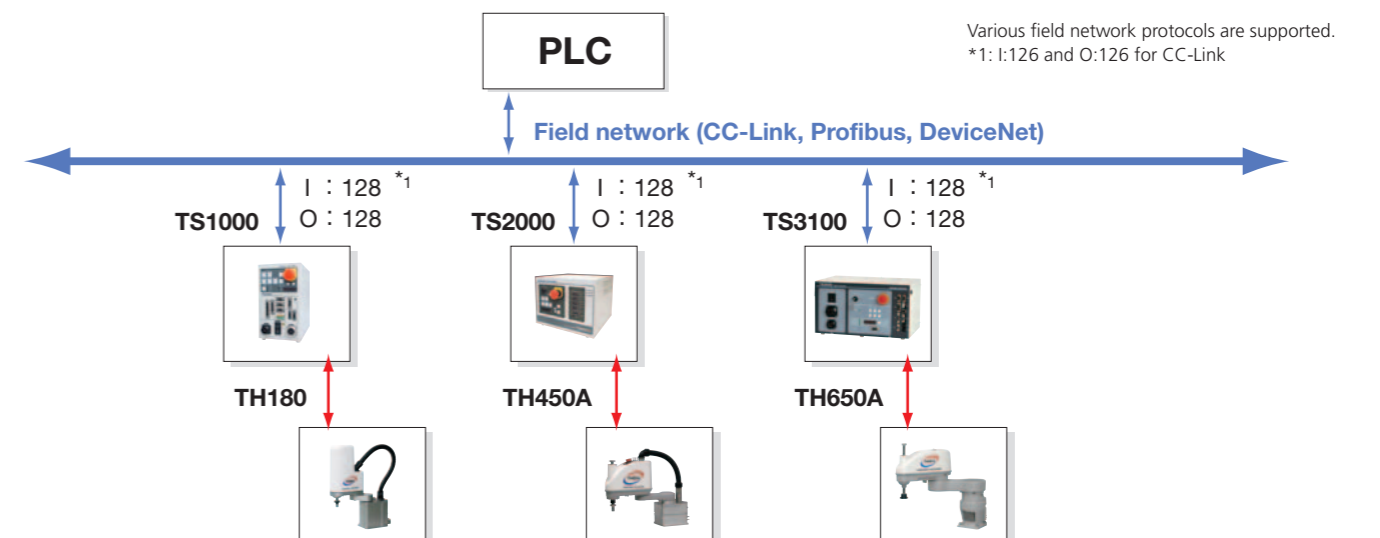 PLC
Various field network protocols are supported.
*1: I:126 and O:126 for CC-Link
Field network (CC-Link, Profibus, DeviceNet)
TS1000
I : 128 *1
O : 128
TS2000
I : 128 *1
O : 128
TS3100
I : 128 *1
O : 128
TH180
TH450A
TH650A